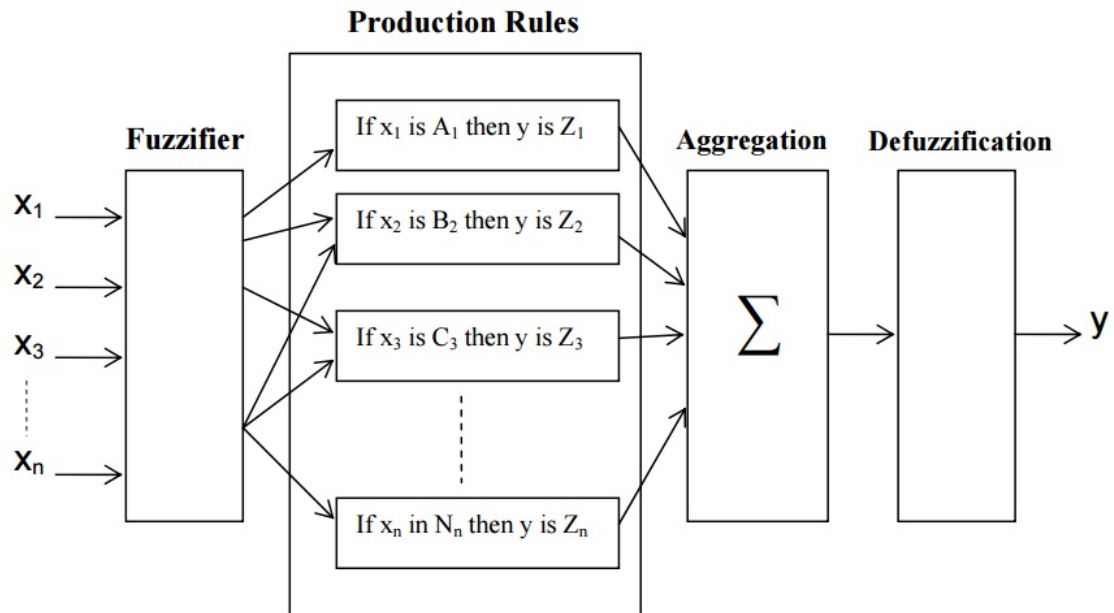 Production Rules
Fuzzifier
x₁
x₂
x₃
xₙ
If x₁ is A₁ then y is Z₁
If x₂ is B₂ then y is Z₂
If x₃ is C₃ then y is Z₃
If xₙ in Nₙ then y is Zₙ
Aggregation
∑
Defuzzification
y